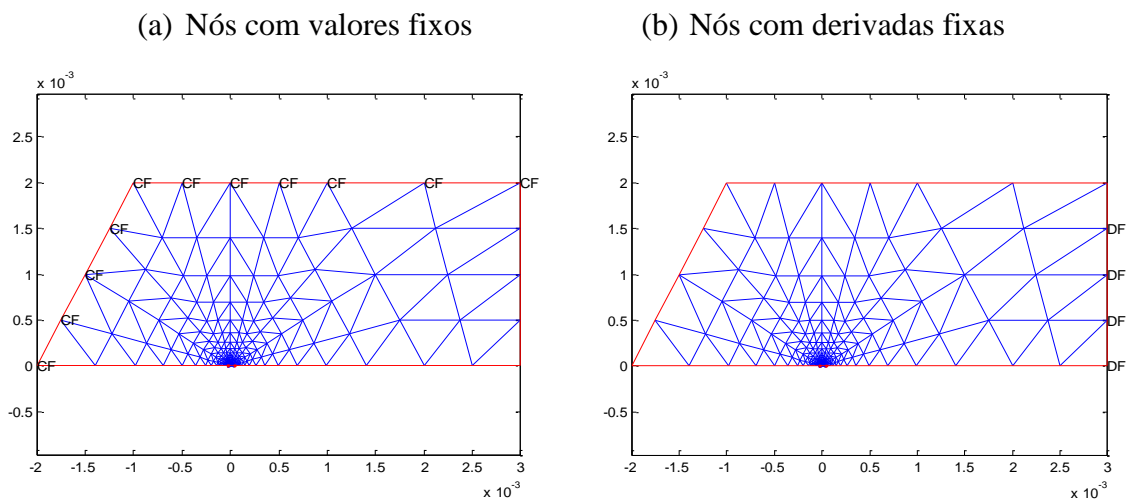 (a) Nós com valores fixos
(b) Nós com derivadas fixas
x 10⁻³
2.5
2
1.5
1
0.5
0
-0.5
-2 -1.5 -1 -0.5 0 0.5 1 1.5 2 2.5 3
x 10⁻³
CF CF CF CF CF CF CF
CF
CF
CF
CF
x 10⁻³
2.5
2
1.5
1
0.5
0
-0.5
-2 -1.5 -1 -0.5 0 0.5 1 1.5 2 2.5 3
x 10⁻³
DF
DF
DF
DF